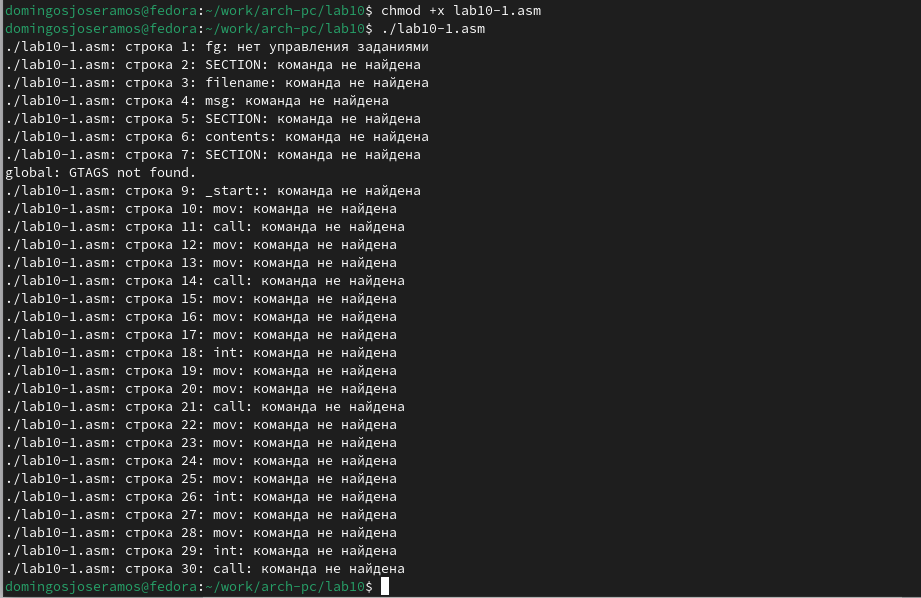 domingosjoseramos@fedora:~/work/arch-pc/lab10$ chmod +x lab10-1.asm
domingosjoseramos@fedora:~/work/arch-pc/lab10$ ./lab10-1.asm
./lab10-1.asm: строка 1: fg: нет управления заданиями
./lab10-1.asm: строка 2: SECTION: команда не найдена
./lab10-1.asm: строка 3: filename: команда не найдена
./lab10-1.asm: строка 4: msg: команда не найдена
./lab10-1.asm: строка 5: SECTION: команда не найдена
./lab10-1.asm: строка 6: contents: команда не найдена
./lab10-1.asm: строка 7: SECTION: команда не найдена
global: GTAGS not found.
./lab10-1.asm: строка 9: _start:: команда не найдена
./lab10-1.asm: строка 10: mov: команда не найдена
./lab10-1.asm: строка 11: call: команда не найдена
./lab10-1.asm: строка 12: mov: команда не найдена
./lab10-1.asm: строка 13: mov: команда не найдена
./lab10-1.asm: строка 14: call: команда не найдена
./lab10-1.asm: строка 15: mov: команда не найдена
./lab10-1.asm: строка 16: mov: команда не найдена
./lab10-1.asm: строка 17: mov: команда не найдена
./lab10-1.asm: строка 18: int: команда не найдена
./lab10-1.asm: строка 19: mov: команда не найдена
./lab10-1.asm: строка 20: mov: команда не найдена
./lab10-1.asm: строка 21: call: команда не найдена
./lab10-1.asm: строка 22: mov: команда не найдена
./lab10-1.asm: строка 23: mov: команда не найдена
./lab10-1.asm: строка 24: mov: команда не найдена
./lab10-1.asm: строка 25: mov: команда не найдена
./lab10-1.asm: строка 26: int: команда не найдена
./lab10-1.asm: строка 27: mov: команда не найдена
./lab10-1.asm: строка 28: mov: команда не найдена
./lab10-1.asm: строка 29: int: команда не найдена
./lab10-1.asm: строка 30: call: команда не найдена
domingosjoseramos@fedora:~/work/arch-pc/lab10$